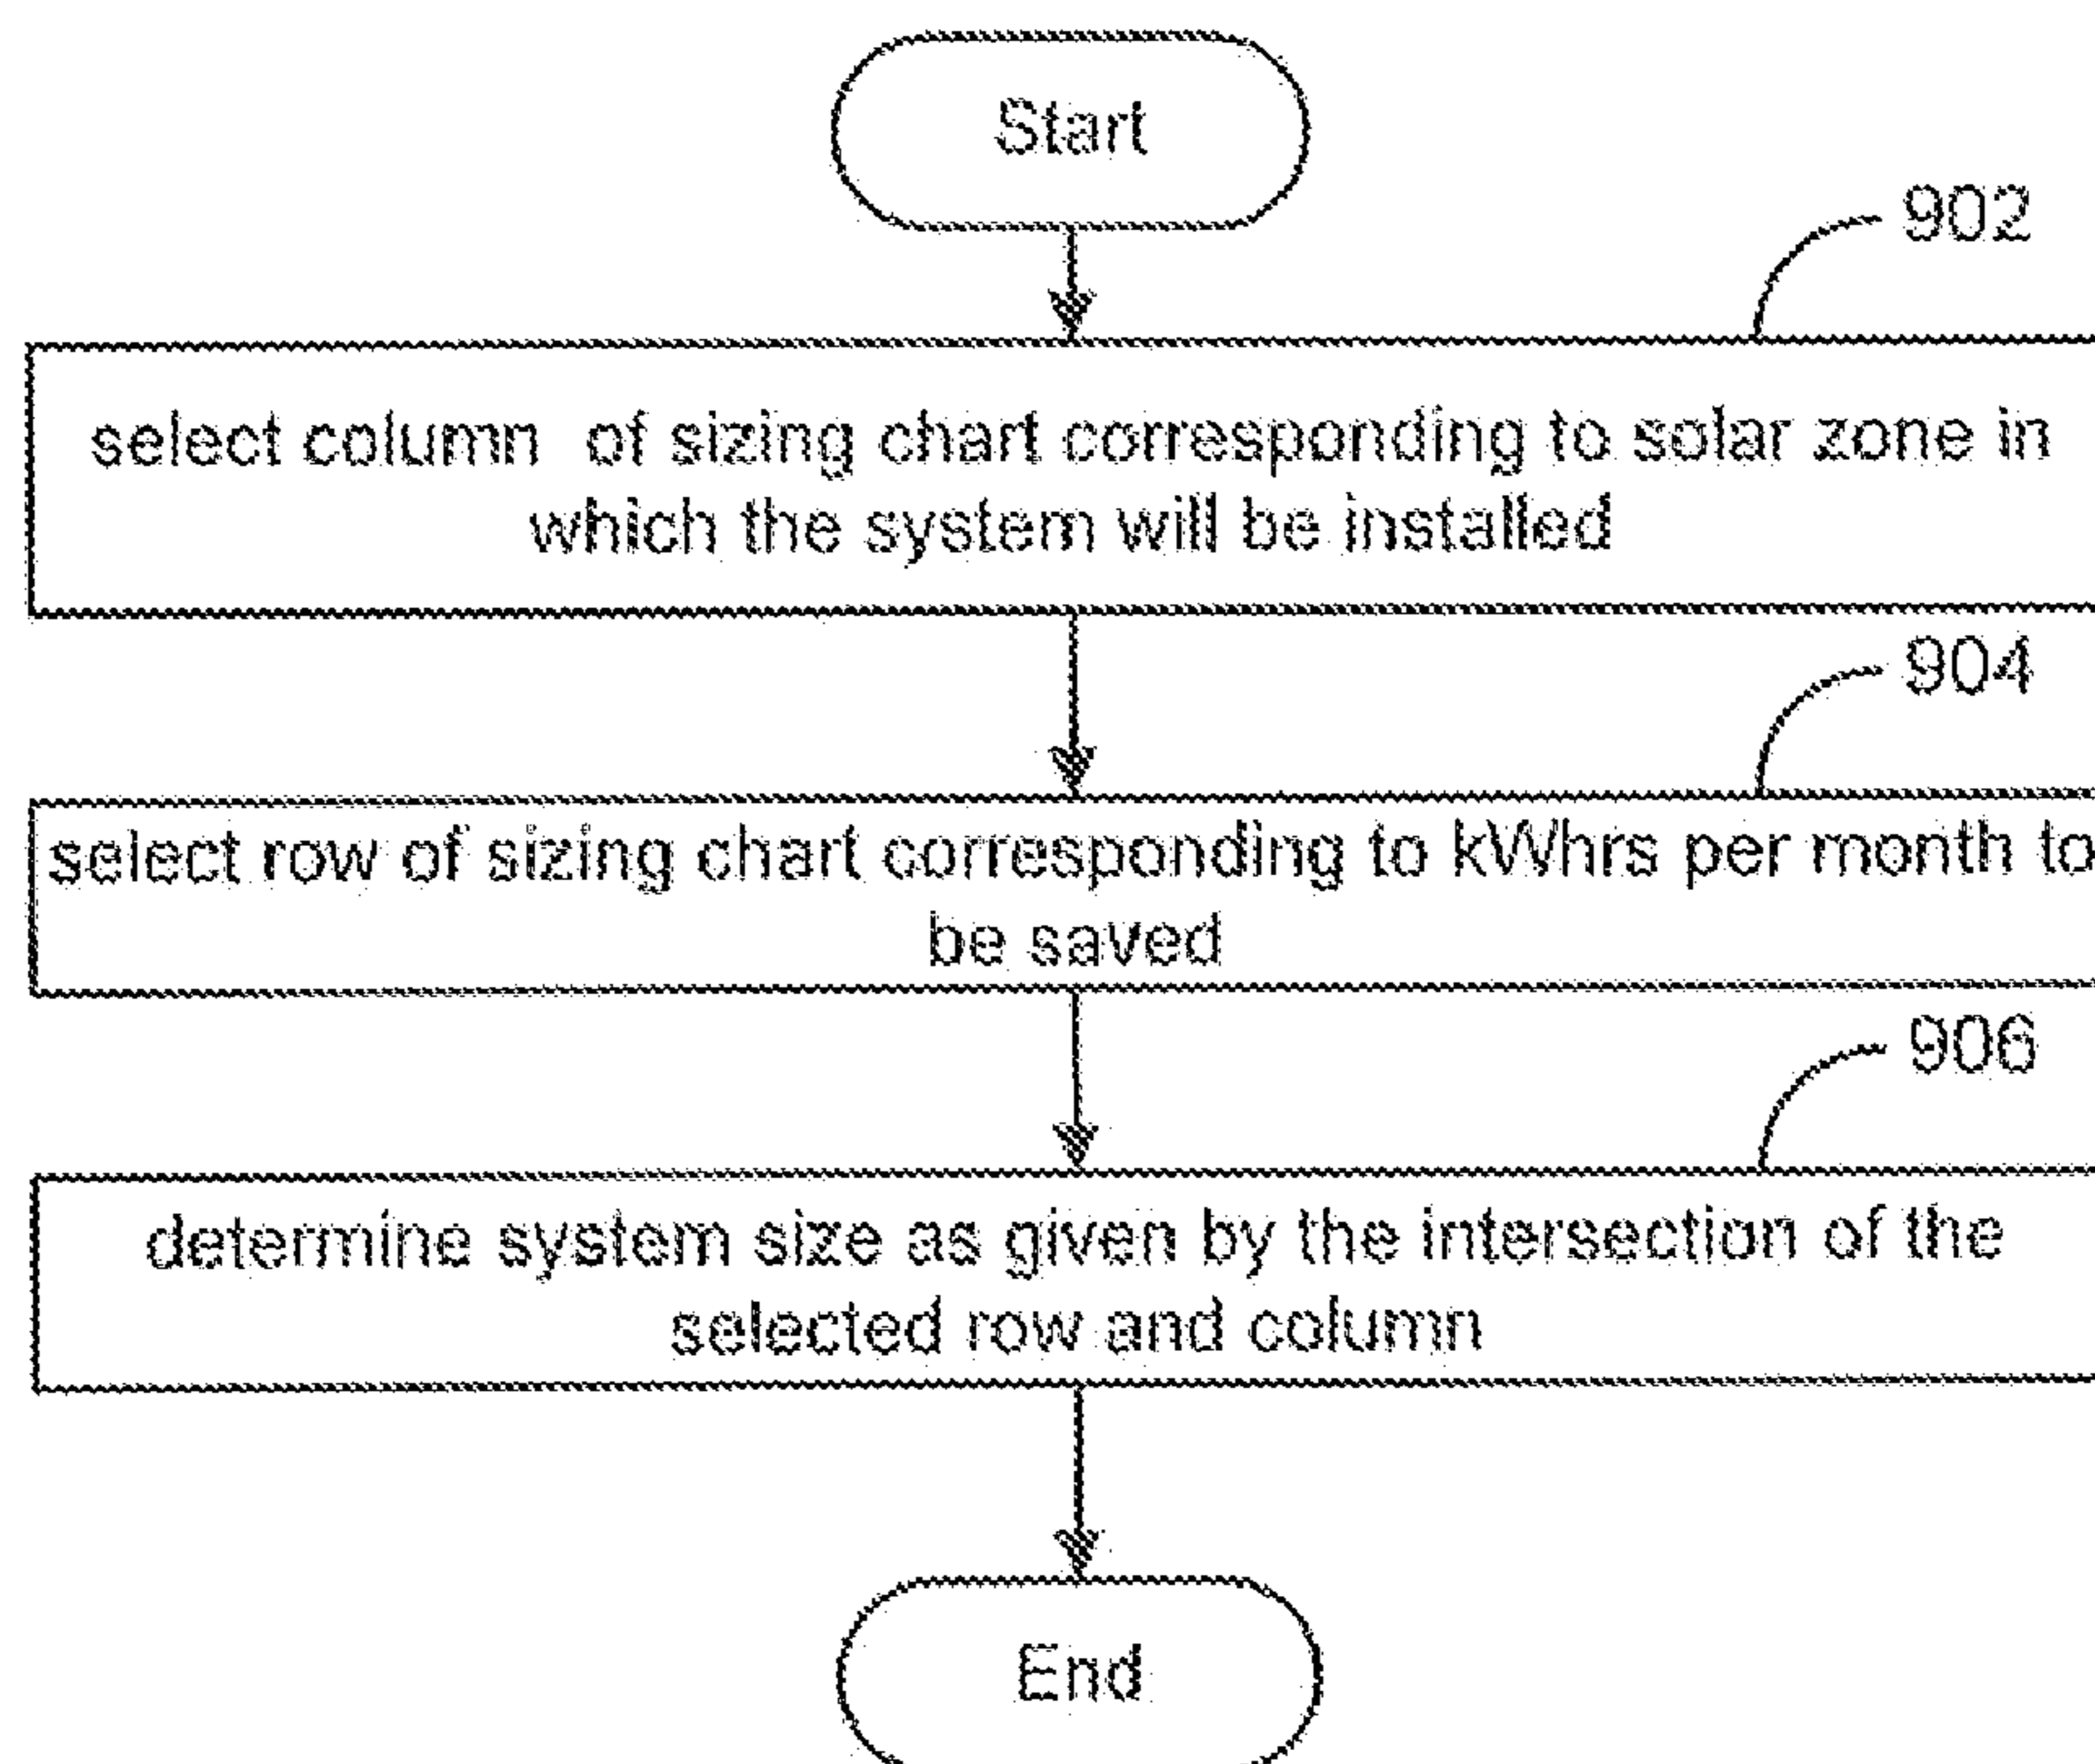 Start
902
select column of sizing chart corresponding to solar zone in
which the system will be installed
904
select row of sizing chart corresponding to kWhrs per month to
be saved
906
determine system size as given by the intersection of the
selected row and column
End